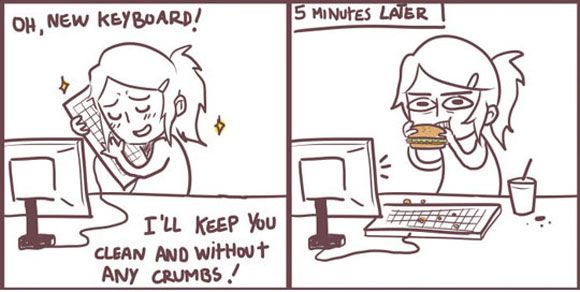 OH, NEW KEYBOARD!
I'LL KEEP YOU
CLEAN AND WITHOUT
ANY CRUMBS!
5 MINUTES LATER